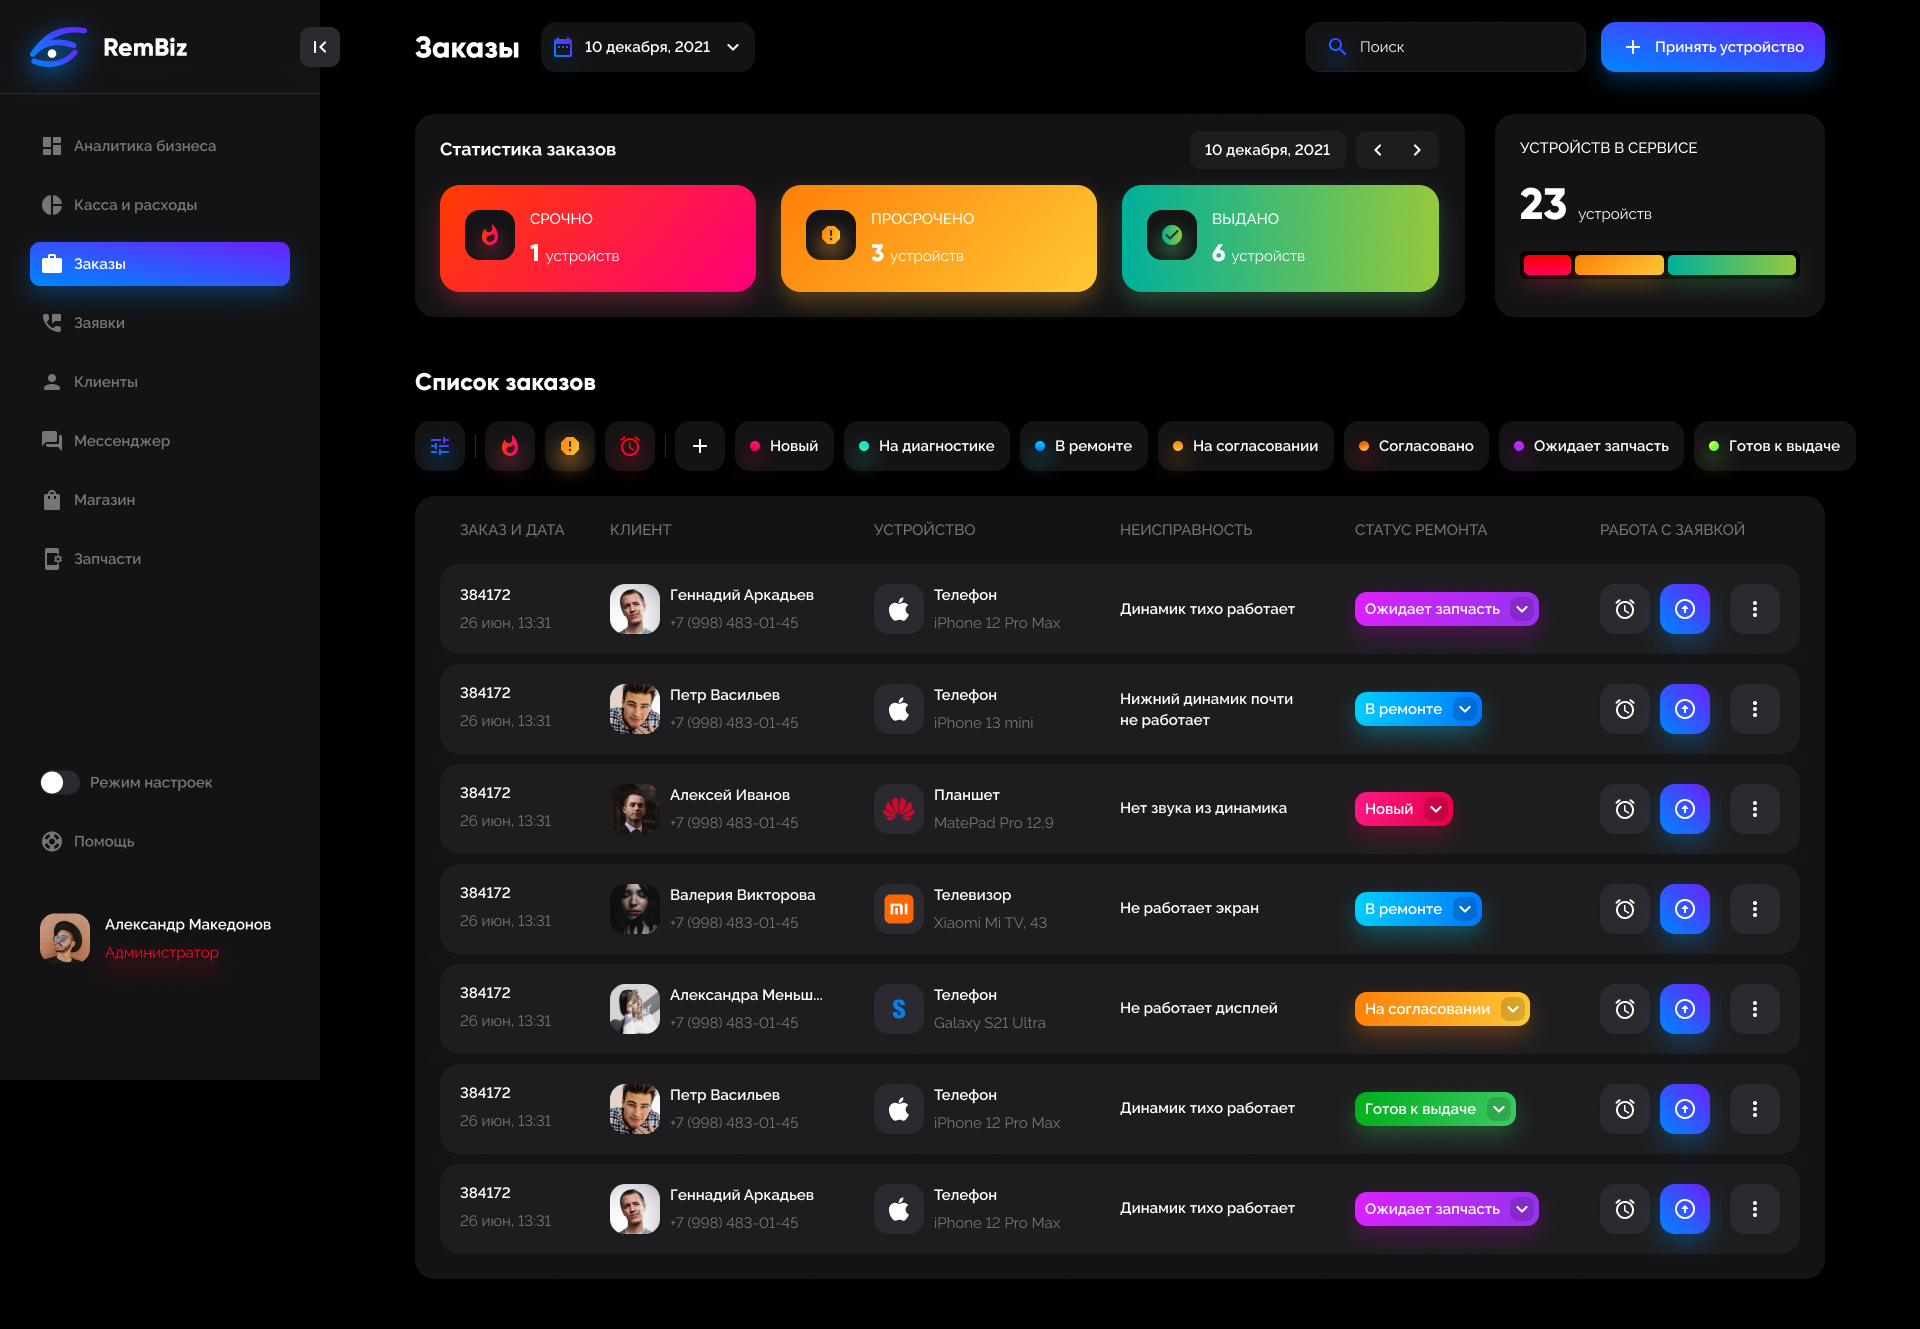 RemBiz
Заказы
10 декабря, 2021
Поиск
Принять устройство
Аналитика бизнеса
Касса и расходы
Заказы
Заявки
Клиенты
Мессенджер
Магазин
Запчасти
Режим настроек
Помощь
Александр Македонов
Администратор
Статистика заказов
10 декабря, 2021
СРОЧНО
1 устройств
ПРОСРОЧЕНО
3 устройств
ВЫДАНО
6 устройств
УСТРОЙСТВ В СЕРВИСЕ
23 устройств
Список заказов
Новый
На диагностике
В ремонте
На согласовании
Согласовано
Ожидает запчасть
Готов к выдаче
ЗАКАЗ И ДАТА КЛИЕНТ УСТРОЙСТВО НЕИСПРАВНОСТЬ СТАТУС РЕМОНТА РАБОТА С ЗАЯВКОЙ
384172
26 июн, 13:31
Геннадий Аркадьев
+7 (998) 483-01-45
Телефон
iPhone 12 Pro Max
Динамик тихо работает
Ожидает запчасть
384172
26 июн, 13:31
Петр Васильев
+7 (998) 483-01-45
Телефон
iPhone 13 mini
Нижний динамик почти
не работает
В ремонте
384172
26 июн, 13:31
Алексей Иванов
+7 (998) 483-01-45
Планшет
MatePad Pro 12,9
Нет звука из динамика
Новый
384172
26 июн, 13:31
Валерия Викторова
+7 (998) 483-01-45
mi
Телевизор
Xiaomi Mi TV, 43
Не работает экран
В ремонте
384172
26 июн, 13:31
Александра Меньш...
+7 (998) 483-01-45
S
Телефон
Galaxy S21 Ultra
Не работает дисплей
На согласовании
384172
26 июн, 13:31
Петр Васильев
+7 (998) 483-01-45
Телефон
iPhone 12 Pro Max
Динамик тихо работает
Готов к выдаче
384172
26 июн, 13:31
Геннадий Аркадьев
+7 (998) 483-01-45
Телефон
iPhone 12 Pro Max
Динамик тихо работает
Ожидает запчасть